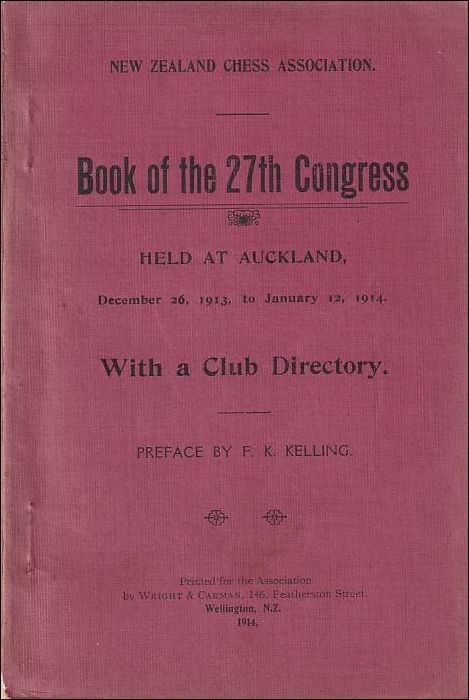 NEW ZEALAND CHESS ASSOCIATION.
Book of the 27th Congress
HELD AT AUCKLAND,
December 26, 1913, to January 12, 1914.
With a Club Directory.
PREFACE BY F. K. KELLING.
Printed for the Association
by WRIGHT & CARMAN, 146, Featherston Street
Wellington, N.Z.
1914.